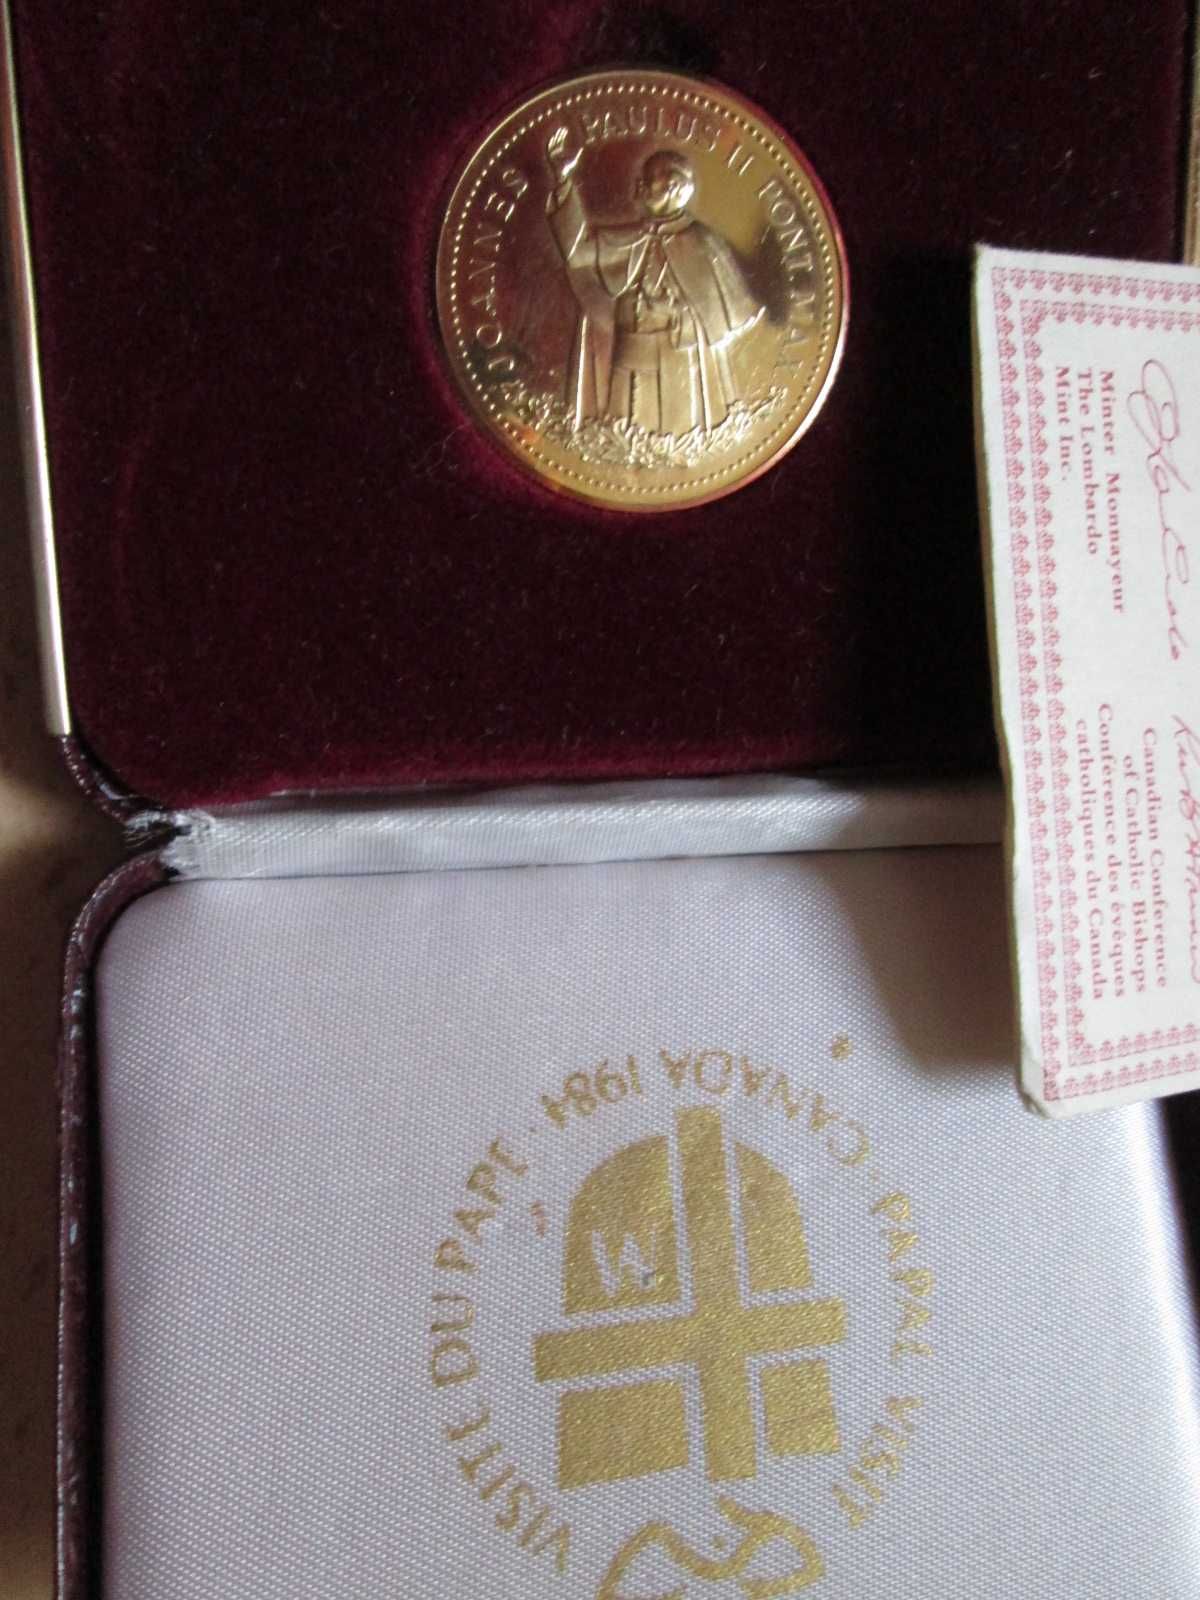 JOANNES PAULUS II PONT. MAX.
Minter Monnayeur
The Lombardo
Mint Inc.
Canadian Conference
of Catholic Bishops
Conférence des évêques
catholiques du Canada
VISITE DU PAPE · CANADA 1984 · PAPAL VISIT